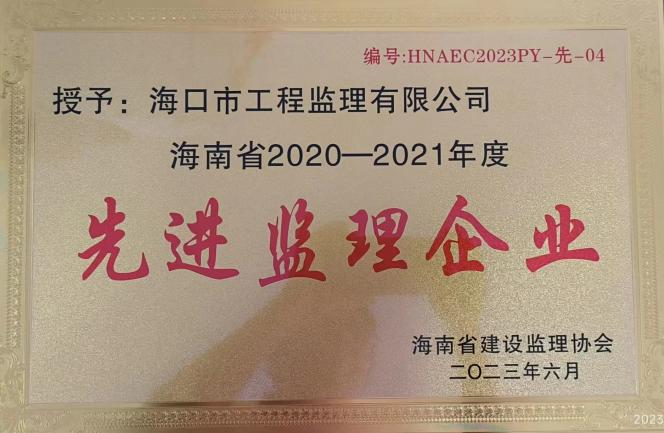 编号:HNAEC2023PY-先-04
授予：海口市工程监理有限公司
海南省2020—2021年度
先进监理企业
海南省建设监理协会
二〇二三年六月
2023